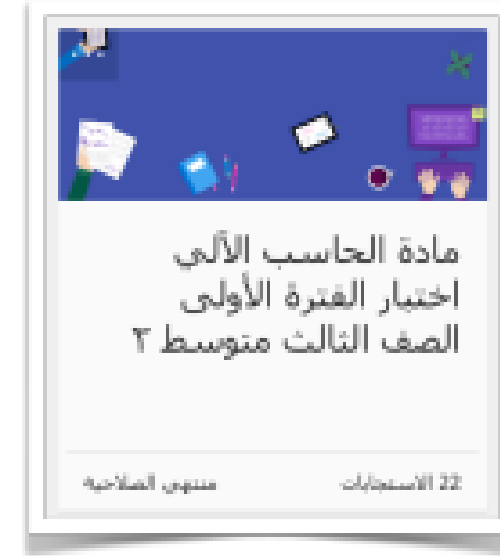 مادة الحاسب الآلي
اختبار الفترة الأولى
الصف الثالث متوسط ٢
22 الاستجابات
منتهي الصلاحية